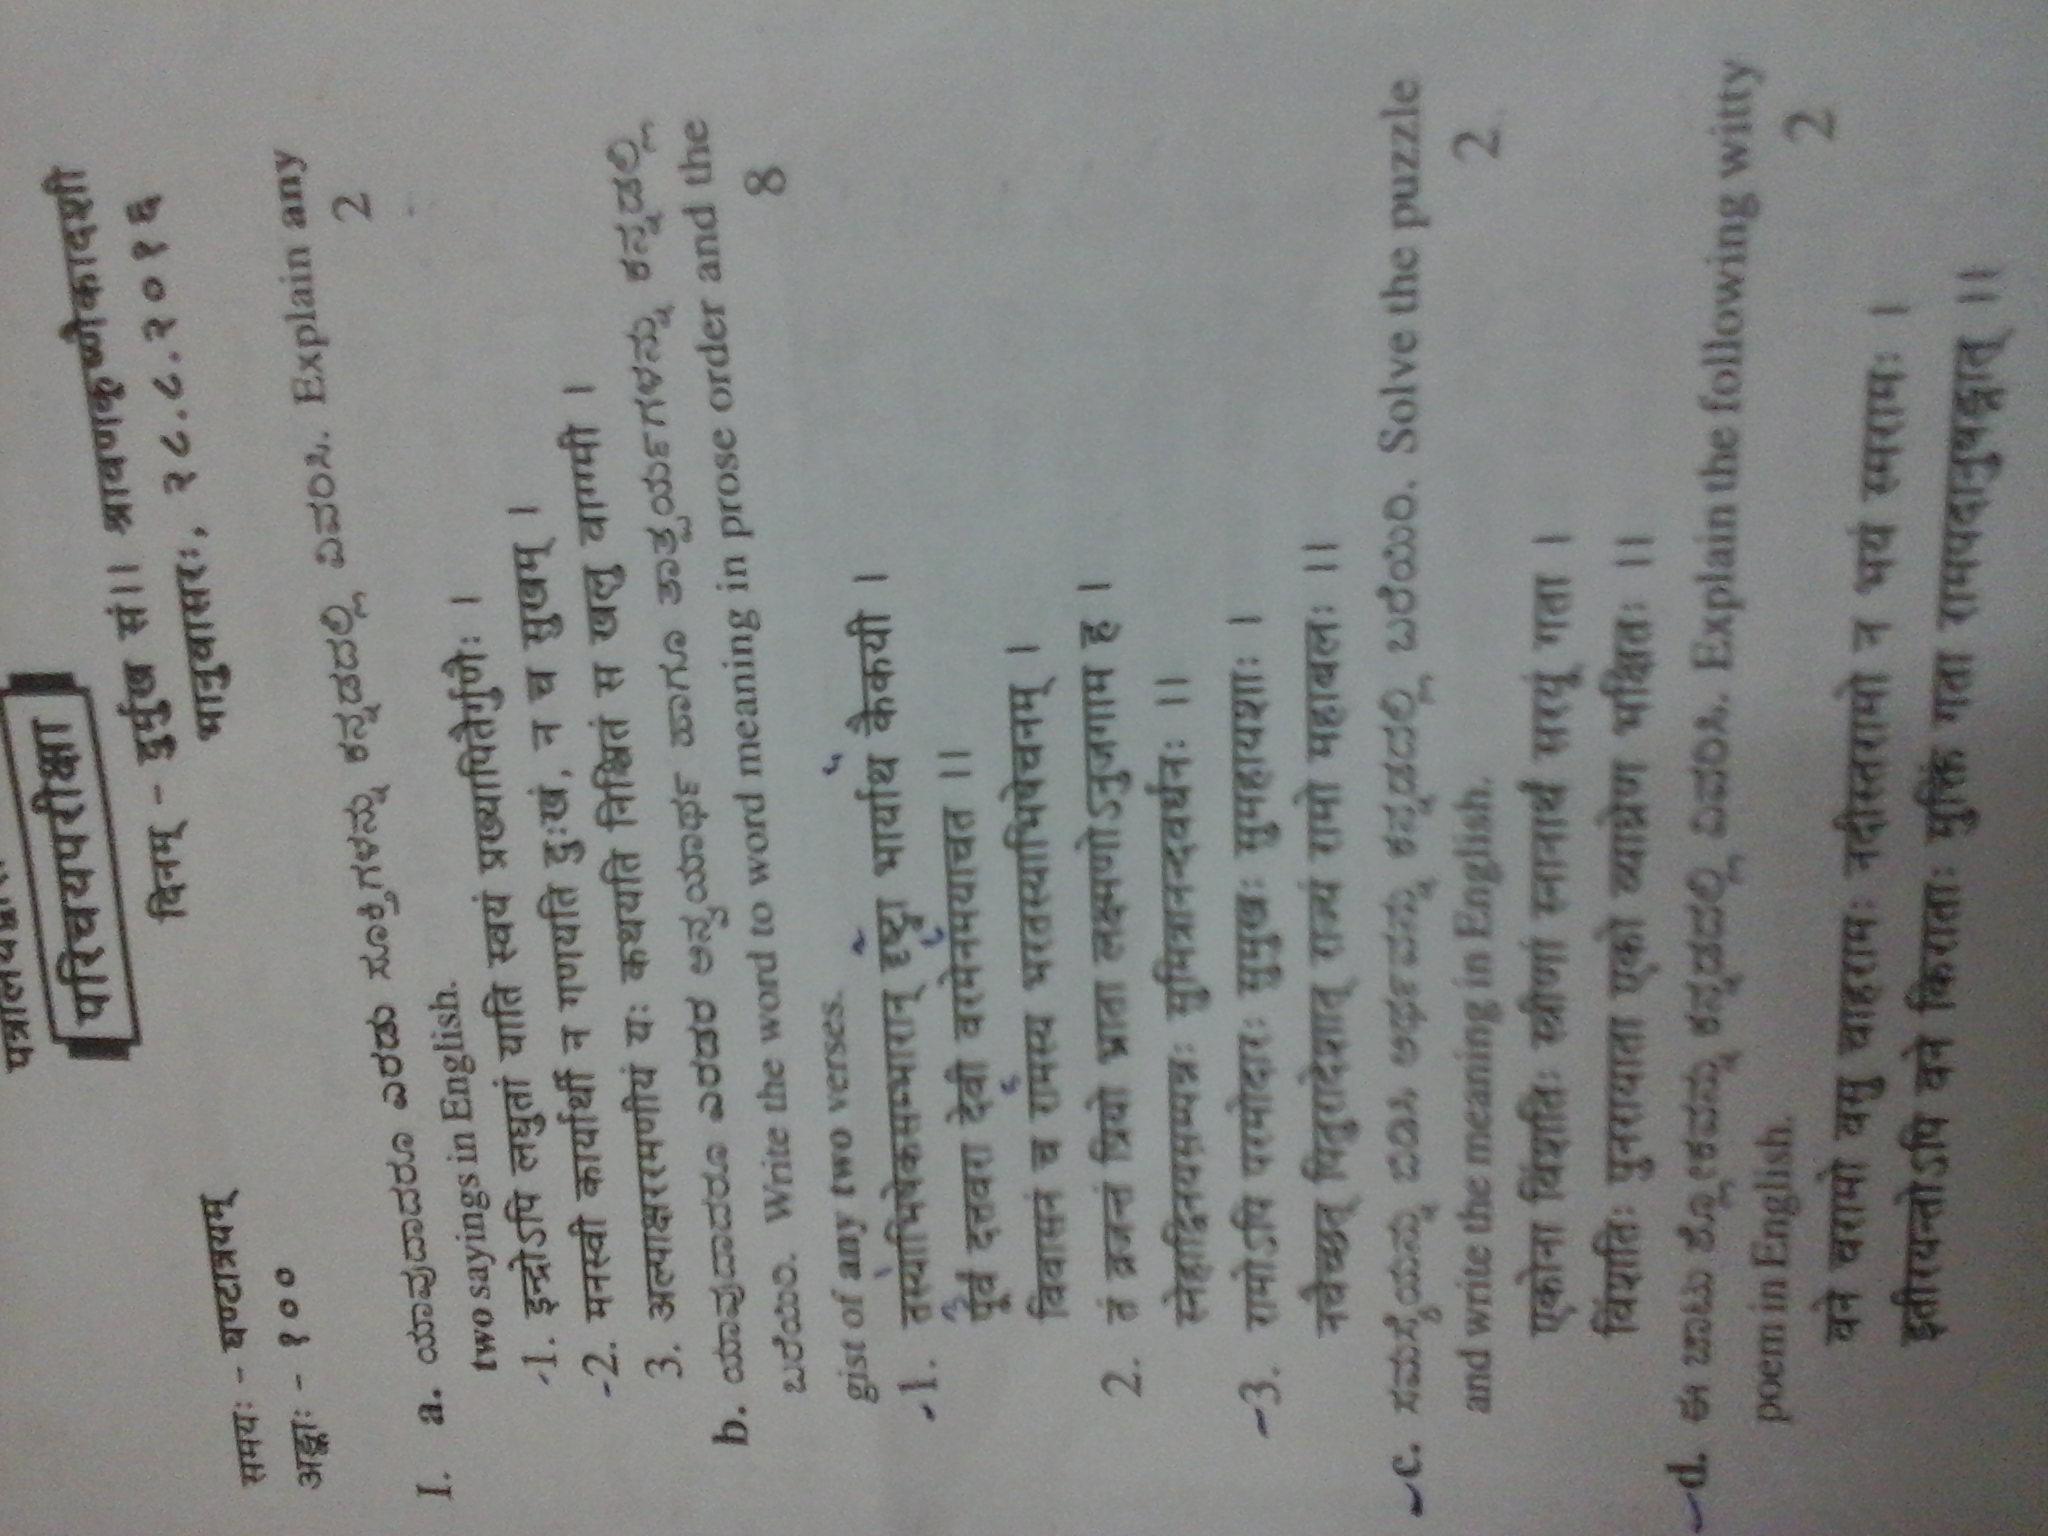 परिचयपरीक्षा
दिनम् - दुर्मुख सं।। श्रावणकृष्णैकादशी
भानुवासरः, २८.८.२०१६
समयः - घण्टात्रयम्
अङ्काः - १००
I. a. ಯಾವುದಾದರೂ ಎರಡು ಸೂಕ್ತಿಗಳನ್ನು ಕನ್ನಡದಲ್ಲಿ ವಿವರಿಸಿ. Explain any
two sayings in English. 2
1. इन्द्रोऽपि लघुतां याति स्वयं प्रख्यापितैर्गुणैः ।
2. मनस्वी कार्यार्थी न गणयति दुःखं, न च सुखम् ।
3. अल्पाक्षररमणीयं यः कथयति निश्चितं स खलु वाग्मी ।
b. ಯಾವುದಾದರೂ ಎರಡರ ಅನ್ವಯಾರ್ಥ ಹಾಗೂ ತಾತ್ಪರ್ಯಗಳನ್ನು ಕನ್ನಡಲ್ಲಿ
ಬರೆಯಿರಿ. Write the word to word meaning in prose order and the
gist of any two verses. 8
1. तस्याभिषेकसम्भारान् दृष्ट्वा भार्याथ कैकयी ।
पूर्वं दत्तवरा देवी वरमेनमयाचत ।।
विवासनं च रामस्य भरतस्याभिषेचनम् ।
2. तं व्रजन्तं प्रियो भ्राता लक्ष्मणोऽनुजगाम ह ।
स्नेहाद्विनयसम्पन्नः सुमित्रानन्दवर्धनः ।।
3. रामोऽपि परमोदारः सुमुखः सुमहायशाः ।
नचैच्छत् पितुरादेशात् राज्यं रामो महाबलः ।।
c. ಸಮಸ್ಯೆಯನ್ನು ಬಿಡಿಸಿ ಅರ್ಥವನ್ನು ಕನ್ನಡದಲ್ಲಿ ಬರೆಯಿರಿ. Solve the puzzle
and write the meaning in English. 2
एकोना विंशतिः स्त्रीणां स्नानार्थं सरयूं गता ।
विंशतिः पुनरायाता एको व्याघ्रेण भक्षितः ।।
d. ಈ ಚಾಟು ಶ್ಲೋಕವನ್ನು ಕನ್ನಡದಲ್ಲಿ ವಿವರಿಸಿ. Explain the following witty
poem in English. 2
वने चरामो वसु चाहरामः नदीस्तरामो न भयं स्मरामः ।
इतीरयन्तोऽपि वने किराताः मुक्तिं गता रामपदानुषङ्गात् ।।